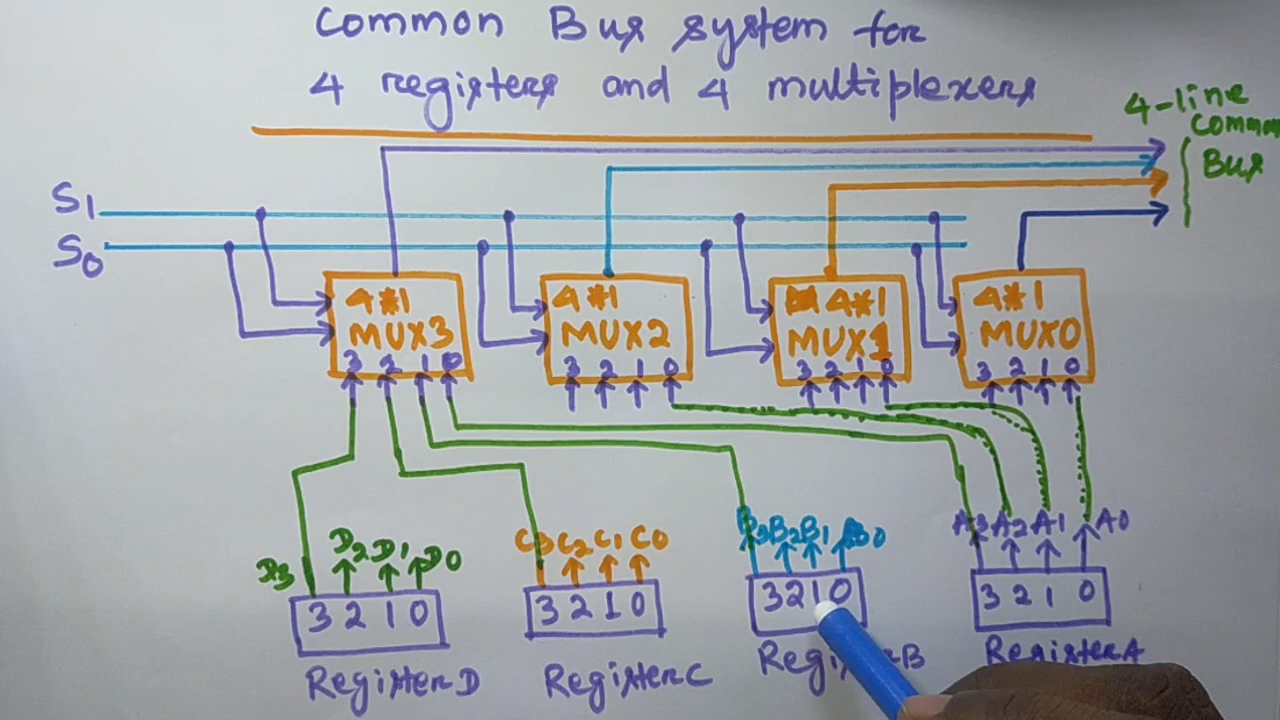 Common Bus system for
4 registers and 4 multiplexers
4-line
common
Bus
S1
S0
4*1 4*1 4*1 4*1
MUX3 MUX2 MUX1 MUX0
3 2 1 0 3 2 1 0 3 2 1 0 3 2 1 0
D3 D2 D1 D0 C3 C2 C1 C0 B3 B2 B1 B0 A3 A2 A1 A0
3 2 1 0 3 2 1 0 3 2 1 0 3 2 1 0
Register D Register C Register B Register A